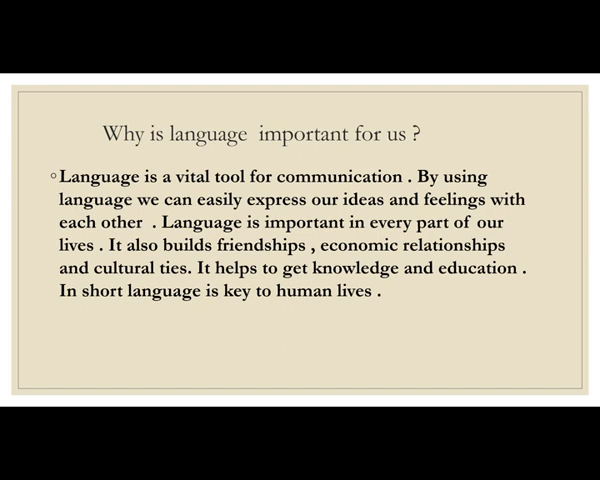 Why is language important for us ?
◦Language is a vital tool for communication . By using
language we can easily express our ideas and feelings with
each other . Language is important in every part of our
lives . It also builds friendships , economic relationships
and cultural ties. It helps to get knowledge and education .
In short language is key to human lives .